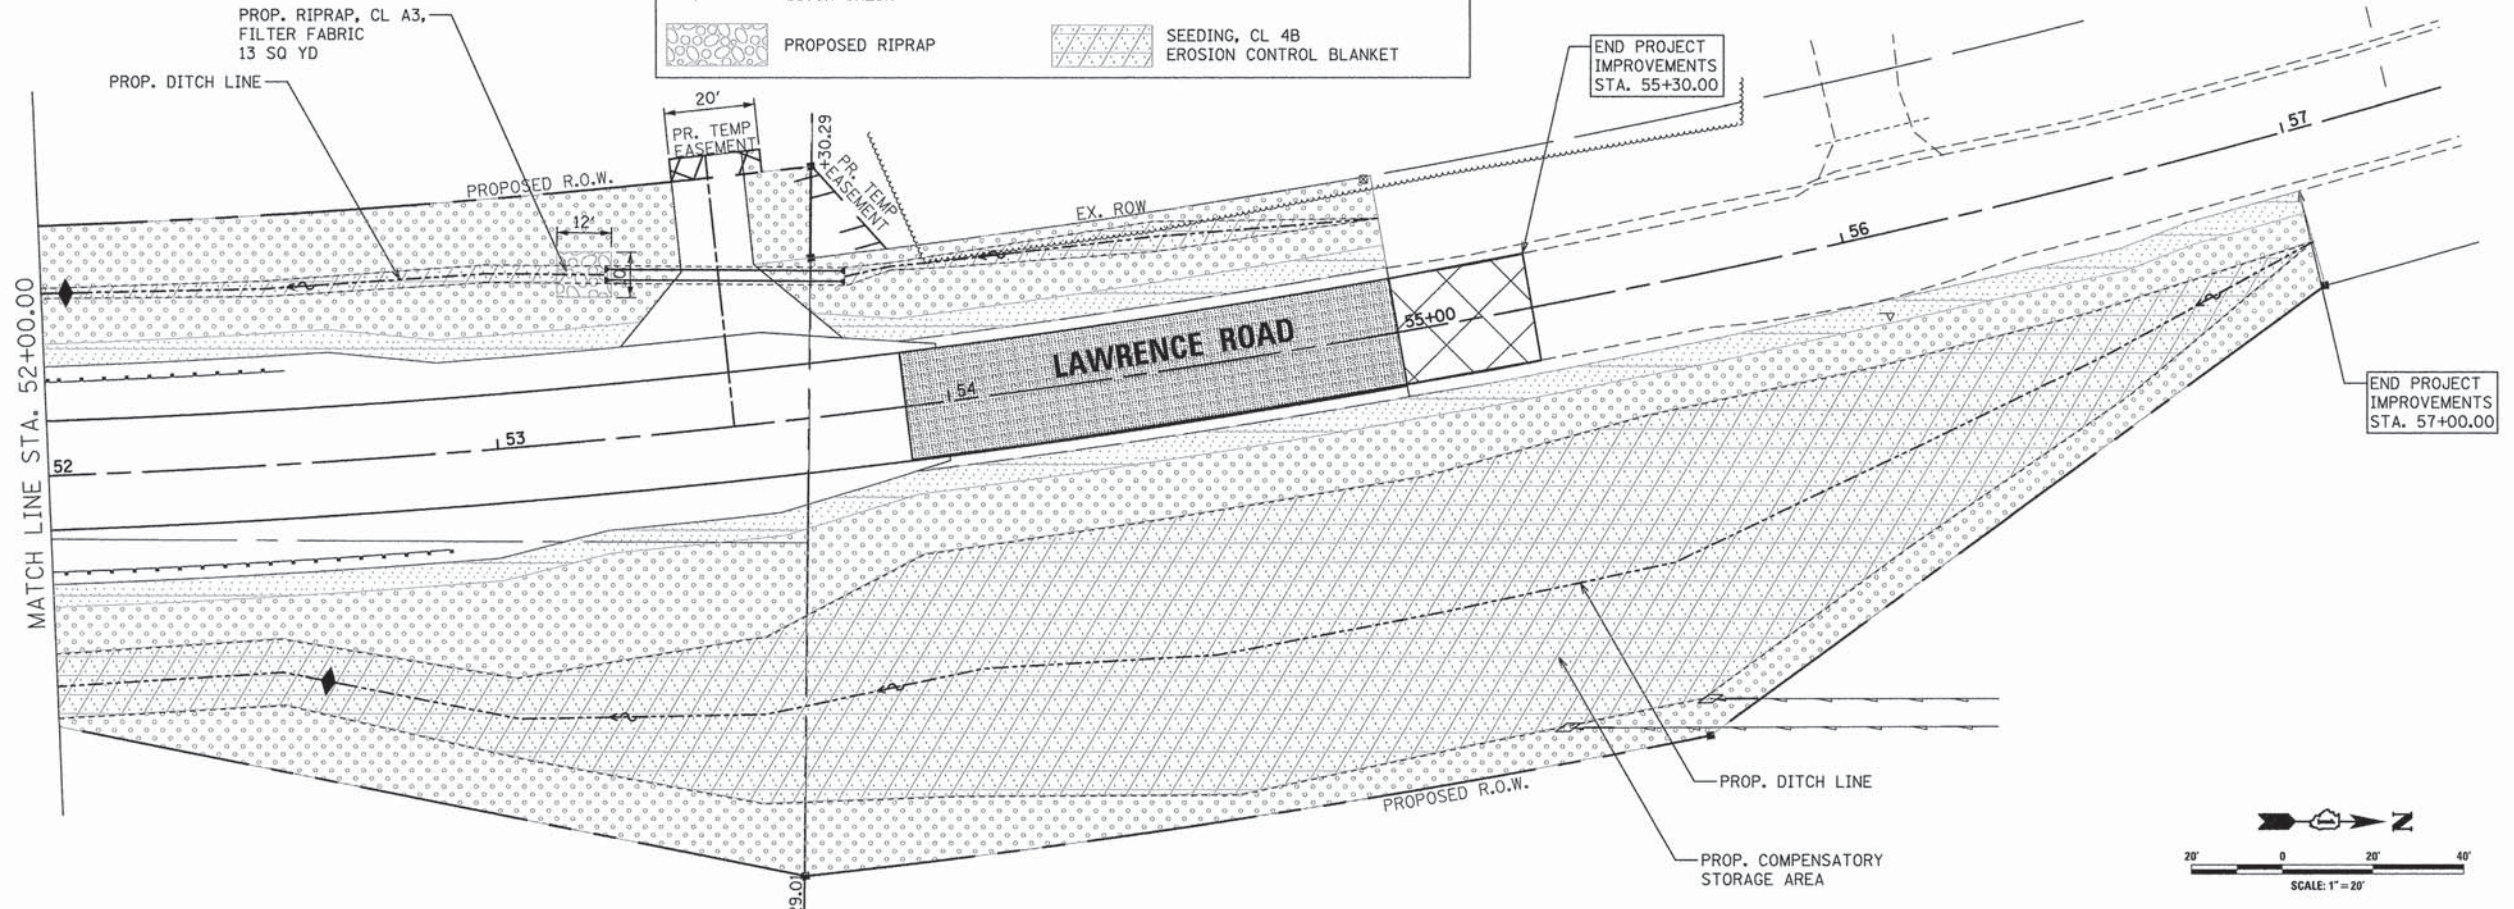 PROP. RIPRAP, CL A3,
FILTER FABRIC
13 SQ YD
PROP. DITCH LINE
PROPOSED RIPRAP
SEEDING, CL 4B
EROSION CONTROL BLANKET
END PROJECT
IMPROVEMENTS
STA. 55+30.00
20'
PR. TEMP
EASEMENT
+30.29
PR. TEMP
EASEMENT
PROPOSED R.O.W.
12'
EX. ROW
57
56
55+00
LAWRENCE ROAD
54
53
52
MATCH LINE STA. 52+00.00
END PROJECT
IMPROVEMENTS
STA. 57+00.00
PROP. DITCH LINE
PROPOSED R.O.W.
PROP. COMPENSATORY
STORAGE AREA
N
20' 0 20' 40'
SCALE: 1"=20'